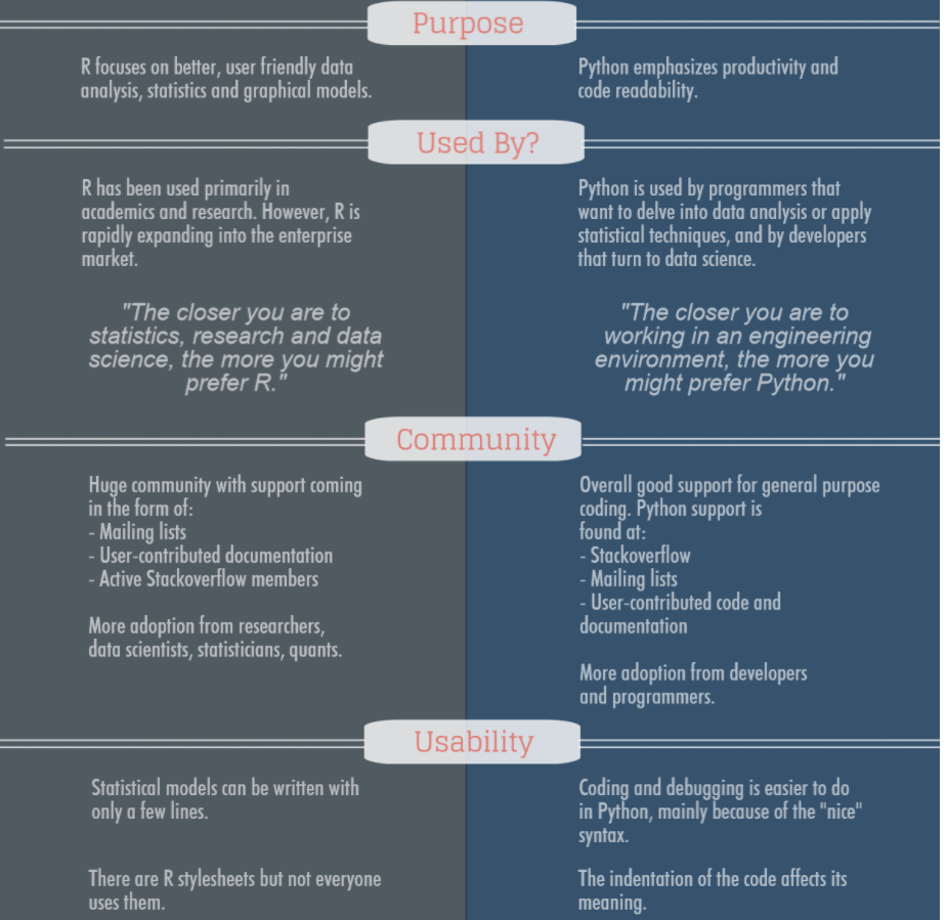 Purpose
R focuses on better, user friendly data
analysis, statistics and graphical models.
Python emphasizes productivity and
code readability.
Used By?
R has been used primarily in
academics and research. However, R is
rapidly expanding into the enterprise
market.
"The closer you are to
statistics, research and data
science, the more you might
prefer R."
Python is used by programmers that
want to delve into data analysis or apply
statistical techniques, and by developers
that turn to data science.
"The closer you are to
working in an engineering
environment, the more you
might prefer Python."
Community
Huge community with support coming
in the form of:
- Mailing lists
- User-contributed documentation
- Active Stackoverflow members
More adoption from researchers,
data scientists, statisticians, quants.
Overall good support for general purpose
coding. Python support is
found at:
- Stackoverflow
- Mailing lists
- User-contributed code and
documentation
More adoption from developers
and programmers.
Usability
Statistical models can be written with
only a few lines.
There are R stylesheets but not everyone
uses them.
Coding and debugging is easier to do
in Python, mainly because of the "nice"
syntax.
The indentation of the code affects its
meaning.